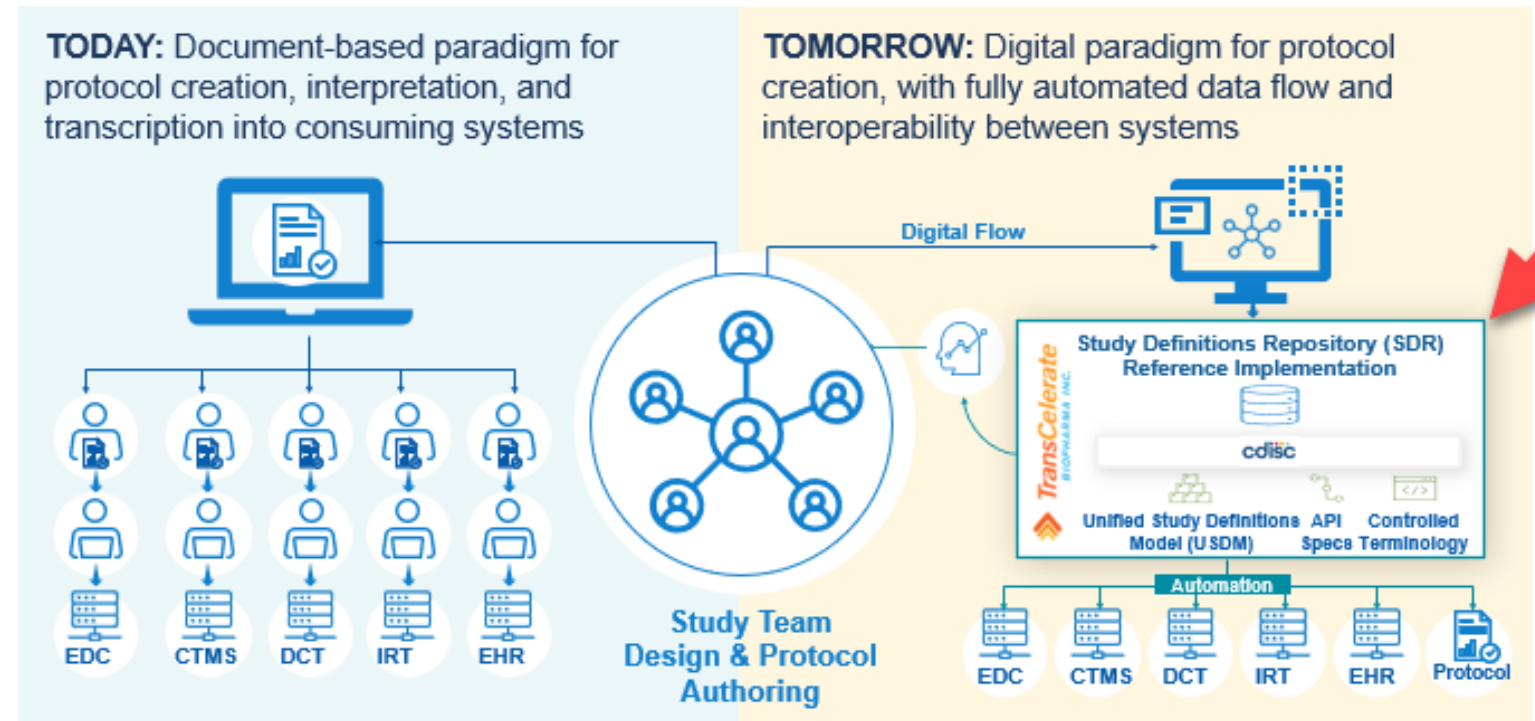 TODAY: Document-based paradigm for
protocol creation, interpretation, and
transcription into consuming systems
TOMORROW: Digital paradigm for protocol
creation, with fully automated data flow and
interoperability between systems
Digital Flow
Study Definitions Repository (SDR)
Reference Implementation
TransCelerate
BIOPHARMA INC.
cdisc
Unified Study Definitions
Model (USDM)
API
Specs
Controlled
Terminology
Automation
EDC
CTMS
DCT
IRT
EHR
Study Team
Design & Protocol
Authoring
EDC
CTMS
DCT
IRT
EHR
Protocol